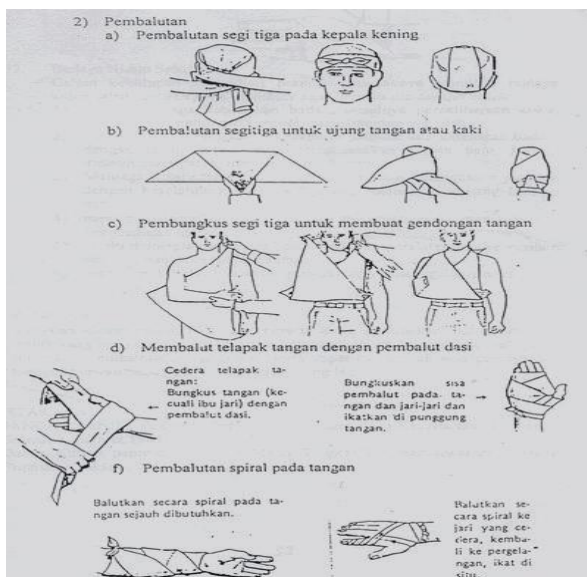 2) Pembalutan
a) Pembalutan segi tiga pada kepala kening
b) Pembalutan segitiga untuk ujung tangan atau kaki
c) Pembungkus segi tiga untuk membuat gendongan tangan
d) Membalut telapak tangan dengan pembalut dasi
Cedera telapak ta-
ngan:
Bungkus tangan (ke-
cuali ibu jari) dengan
pembalut dasi.
Bungkuskan sisa
pembalut pada ta-
ngan dan jari-jari dan
ikatkan di punggung
tangan.
f) Pembalutan spiral pada tangan
Balutkan secara spiral pada ta-
ngan sejauh dibutuhkan.
Balutkan se-
cara spiral ke
jari yang ce-
dera, kemba-
li ke pergela-
ngan, ikat di
situ.